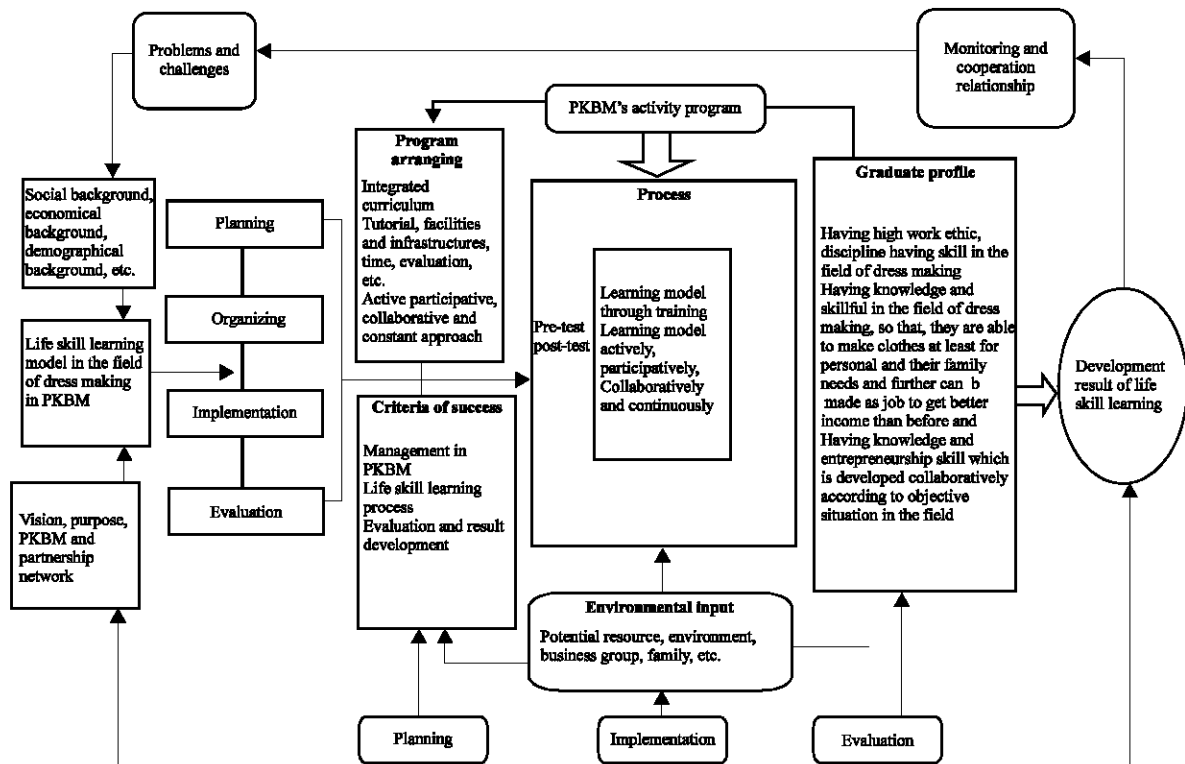 Problems and
challenges
Monitoring and
cooperation
relationship
PKBM's activity program
Program
arranging
Integrated
curriculum
Tutorial, facilities
and infrastructures,
time, evaluation,
etc.
Active participative,
collaborative and
constant approach
Process
Pre-test
post-test
Learning model
through training
Learning model
actively,
participatively,
Collaboratively
and continuously
Graduate profile
Having high work ethic,
discipline having skill in the
field of dress making
Having knowledge and
skillful in the field of dress
making, so that, they are able
to make clothes at least for
personal and their family
needs and further can b
made as job to get better
income than before and
Having knowledge and
entrepreneurship skill which
is developed collaboratively
according to objective
situation in the field
Social background,
economical
background,
demographical
background, etc.
Planning
Organizing
Implementation
Evaluation
Life skill learning
model in the field
of dress making
in PKBM
Vision, purpose,
PKBM and
partnership
network
Criteria of success
Management in
PKBM
Life skill learning
process
Evaluation and result
development
Development
result of life
skill learning
Environmental input
Potential resource, environment,
business group, family, etc.
Planning
Implementation
Evaluation